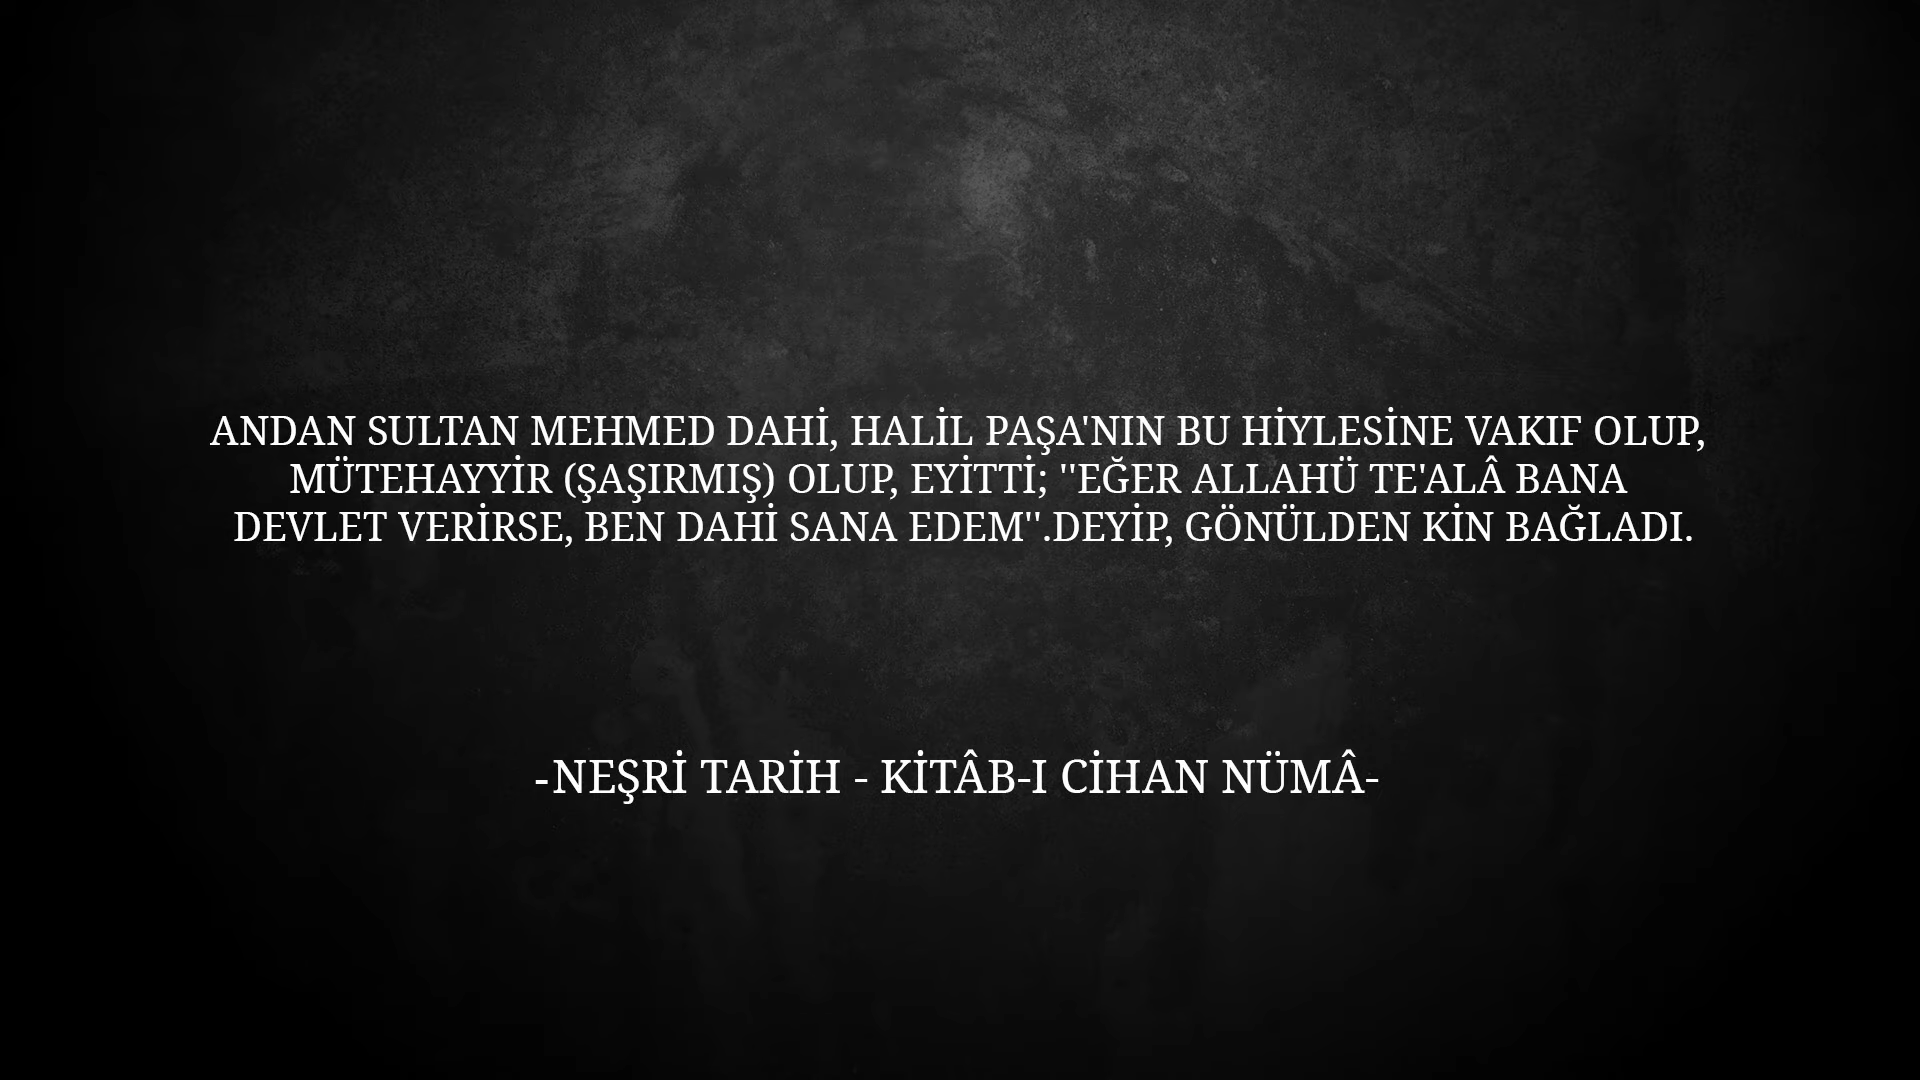 ANDAN SULTAN MEHMED DAHİ, HALİL PAŞA'NIN BU HİYLESİNE VAKIF OLUP,
MÜTEHAYYİR (ŞAŞIRMIŞ) OLUP, EYİTTİ; ''EĞER ALLAHÜ TE'ALÂ BANA
DEVLET VERİRSE, BEN DAHİ SANA EDEM''.DEYİP, GÖNÜLDEN KİN BAĞLADI.
-NEŞRİ TARİH - KİTÂB-I CİHAN NÜMÂ-